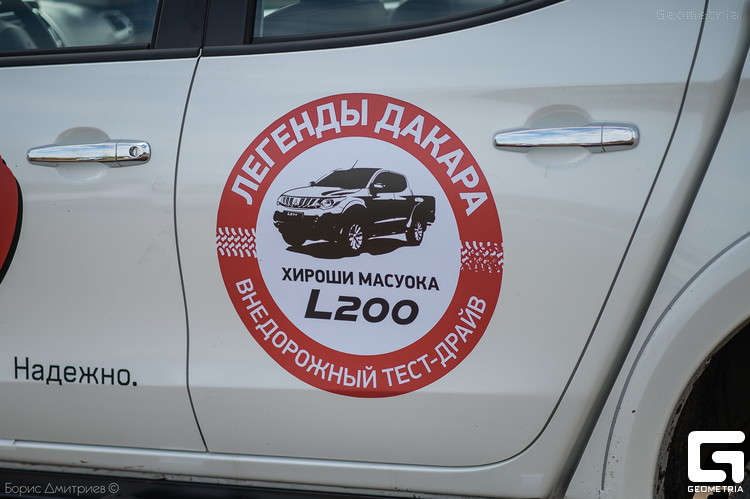 Geometria
ЛЕГЕНДЫ ДАКАРА
ХИРОШИ МАСУОКА
L200
ВНЕДОРОЖНЫЙ ТЕСТ-ДРАЙВ
Надежно.
Борис Дмитриев ©
GEOMETRIA